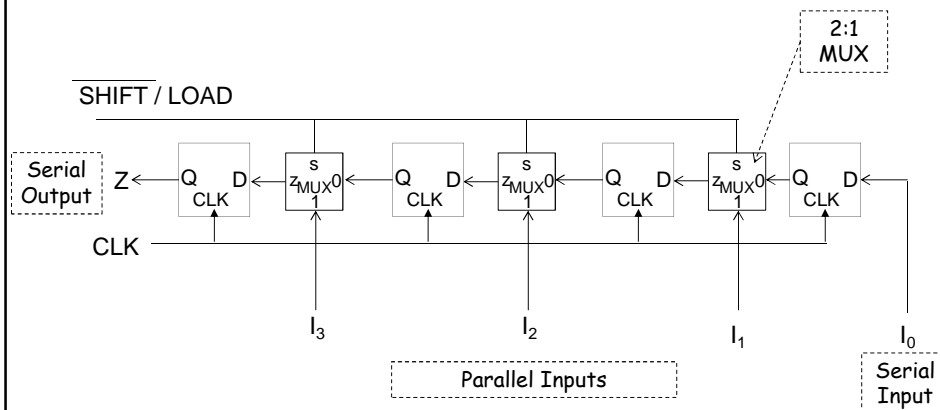 2:1
MUX
SHIFT / LOAD
Serial
Output
Z
Q D
CLK
s
z MUX 0
1
Q D
CLK
s
z MUX 0
1
Q D
CLK
s
z MUX 0
1
Q D
CLK
CLK
I₃
I₂
I₁
I₀
Parallel Inputs
Serial
Input